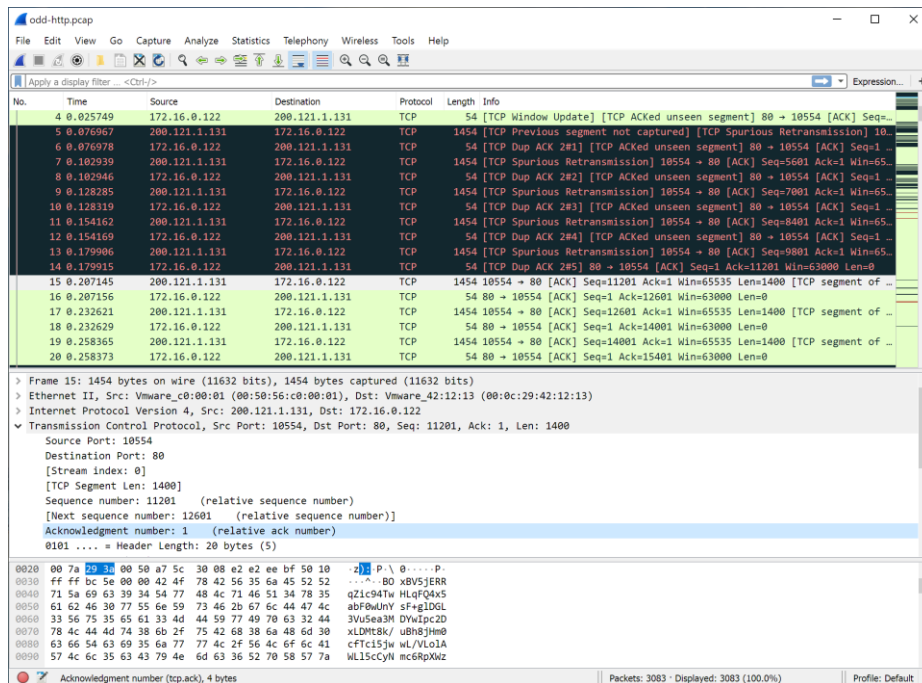 odd-http.pcap
File Edit View Go Capture Analyze Statistics Telephony Wireless Tools Help
Apply a display filter ... <Ctrl-/> Expression... +
No. Time Source Destination Protocol Length Info
4 0.025749 172.16.0.122 200.121.1.131 TCP 54 [TCP Window Update] [TCP ACKed unseen segment] 80 → 10554 [ACK] Seq=…
5 0.076967 200.121.1.131 172.16.0.122 TCP 1454 [TCP Previous segment not captured] [TCP Spurious Retransmission] 10…
6 0.076978 172.16.0.122 200.121.1.131 TCP 54 [TCP Dup ACK 2#1] [TCP ACKed unseen segment] 80 → 10554 [ACK] Seq=1 …
7 0.102939 200.121.1.131 172.16.0.122 TCP 1454 [TCP Spurious Retransmission] 10554 → 80 [ACK] Seq=5601 Ack=1 Win=65…
8 0.102946 172.16.0.122 200.121.1.131 TCP 54 [TCP Dup ACK 2#2] [TCP ACKed unseen segment] 80 → 10554 [ACK] Seq=1 …
9 0.128285 200.121.1.131 172.16.0.122 TCP 1454 [TCP Spurious Retransmission] 10554 → 80 [ACK] Seq=7001 Ack=1 Win=65…
10 0.128319 172.16.0.122 200.121.1.131 TCP 54 [TCP Dup ACK 2#3] [TCP ACKed unseen segment] 80 → 10554 [ACK] Seq=1 …
11 0.154162 200.121.1.131 172.16.0.122 TCP 1454 [TCP Spurious Retransmission] 10554 → 80 [ACK] Seq=8401 Ack=1 Win=65…
12 0.154169 172.16.0.122 200.121.1.131 TCP 54 [TCP Dup ACK 2#4] [TCP ACKed unseen segment] 80 → 10554 [ACK] Seq=1 …
13 0.179906 200.121.1.131 172.16.0.122 TCP 1454 [TCP Spurious Retransmission] 10554 → 80 [ACK] Seq=9801 Ack=1 Win=65…
14 0.179915 172.16.0.122 200.121.1.131 TCP 54 [TCP Dup ACK 2#5] 80 → 10554 [ACK] Seq=1 Ack=11201 Win=63000 Len=0
15 0.207145 200.121.1.131 172.16.0.122 TCP 1454 10554 → 80 [ACK] Seq=11201 Ack=1 Win=65535 Len=1400 [TCP segment of …
16 0.207156 172.16.0.122 200.121.1.131 TCP 54 80 → 10554 [ACK] Seq=1 Ack=12601 Win=63000 Len=0
17 0.232621 200.121.1.131 172.16.0.122 TCP 1454 10554 → 80 [ACK] Seq=12601 Ack=1 Win=65535 Len=1400 [TCP segment of …
18 0.232629 172.16.0.122 200.121.1.131 TCP 54 80 → 10554 [ACK] Seq=1 Ack=14001 Win=63000 Len=0
19 0.258365 200.121.1.131 172.16.0.122 TCP 1454 10554 → 80 [ACK] Seq=14001 Ack=1 Win=65535 Len=1400 [TCP segment of …
20 0.258373 172.16.0.122 200.121.1.131 TCP 54 80 → 10554 [ACK] Seq=1 Ack=15401 Win=63000 Len=0
> Frame 15: 1454 bytes on wire (11632 bits), 1454 bytes captured (11632 bits)
> Ethernet II, Src: Vmware_c0:00:01 (00:50:56:c0:00:01), Dst: Vmware_42:12:13 (00:0c:29:42:12:13)
> Internet Protocol Version 4, Src: 200.121.1.131, Dst: 172.16.0.122
Transmission Control Protocol, Src Port: 10554, Dst Port: 80, Seq: 11201, Ack: 1, Len: 1400
Source Port: 10554
Destination Port: 80
[Stream index: 0]
[TCP Segment Len: 1400]
Sequence number: 11201 (relative sequence number)
[Next sequence number: 12601 (relative sequence number)]
Acknowledgment number: 1 (relative ack number)
0101 .... = Header Length: 20 bytes (5)
0020 00 7a 29 3a 00 50 a7 5c 30 08 e2 e2 ee bf 50 10 ·z):·P·\ 0·····P·
0030 ff ff bc 5e 00 00 42 4f 78 42 56 35 6a 45 52 52 ···^··BO xBV5jERR
0040 71 5a 69 63 39 34 54 77 48 4c 71 46 51 34 78 35 qZic94Tw HLqFQ4x5
0050 61 62 46 30 77 55 6e 59 73 46 2b 67 6c 44 47 4c abF0wUnY sF+glDGL
0060 33 56 75 35 65 61 33 4d 44 59 77 49 70 63 32 44 3Vu5ea3M DYwIpc2D
0070 78 4c 44 4d 74 38 6b 2f 75 42 68 38 6a 48 6d 30 xLDMt8k/ uBh8jHm0
0080 63 66 54 63 69 35 6a 77 77 4c 2f 56 4c 6f 6c 41 cfTci5jw wL/VLolA
0090 57 4c 6c 35 63 43 79 4e 6d 63 36 52 70 58 57 7a WLl5cCyN mc6RpXWz
Acknowledgment number (tcp.ack), 4 bytes Packets: 3083 · Displayed: 3083 (100.0%) Profile: Default